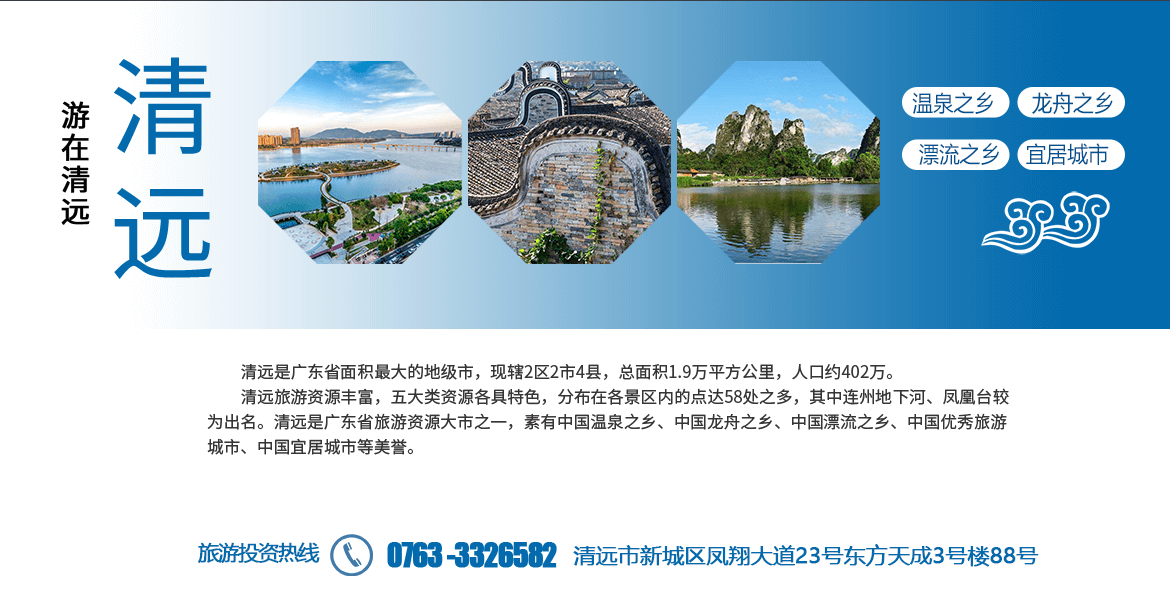 游在清远
清远
温泉之乡
龙舟之乡
漂流之乡
宜居城市
清远是广东省面积最大的地级市，现辖2区2市4县，总面积1.9万平方公里，人口约402万。
清远旅游资源丰富，五大类资源各具特色，分布在各景区内的点达58处之多，其中连州地下河、凤凰台较
为出名。清远是广东省旅游资源大市之一，素有中国温泉之乡、中国龙舟之乡、中国漂流之乡、中国优秀旅游
城市、中国宜居城市等美誉。
旅游投资热线 0763 -3326582 清远市新城区凤翔大道23号东方天成3号楼88号